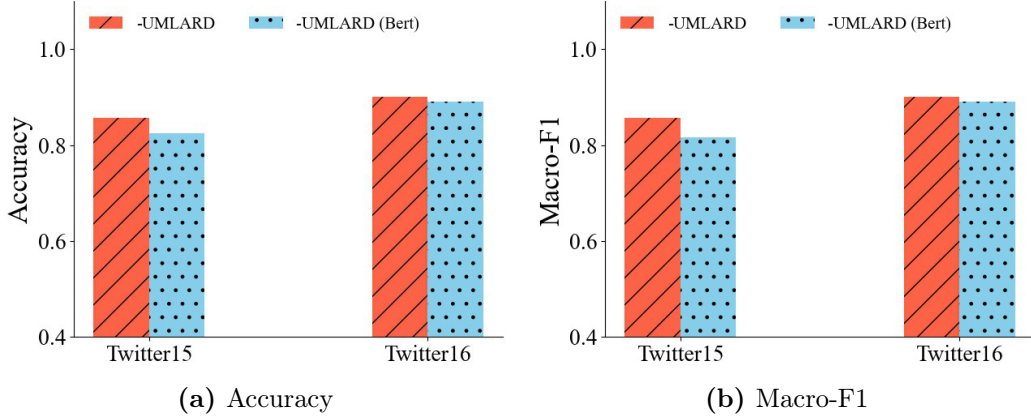 -UMLARD -UMLARD (Bert)
1.0
0.8
0.6
0.4
Accuracy
Twitter15 Twitter16
(a) Accuracy
-UMLARD -UMLARD (Bert)
1.0
0.8
0.6
0.4
Macro-F1
Twitter15 Twitter16
(b) Macro-F1